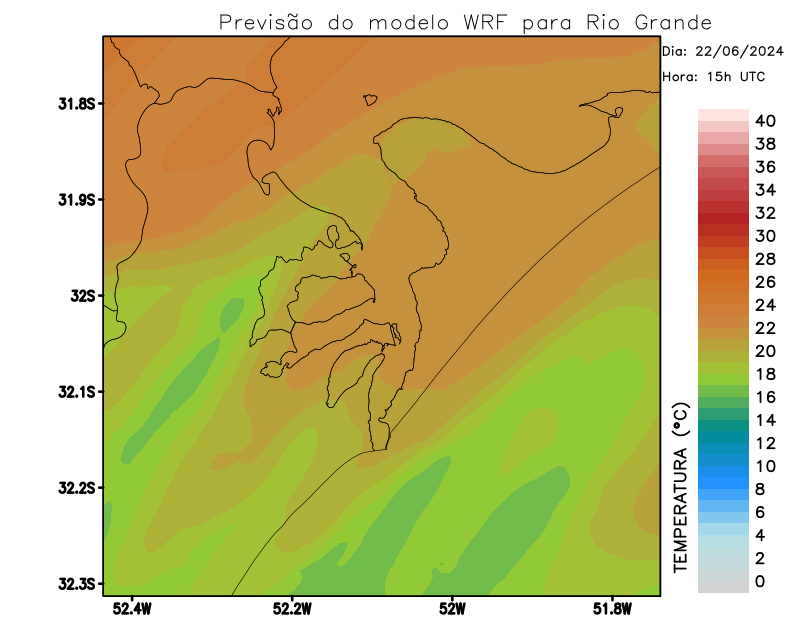 Previsão do modelo WRF para Rio Grande
Dia: 22/06/2024
Hora: 15h UTC
31.8S
31.9S
32S
32.1S
32.2S
32.3S
52.4W
52.2W
52W
51.8W
TEMPERATURA (°C)
40
38
36
34
32
30
28
26
24
22
20
18
16
14
12
10
8
6
4
2
0